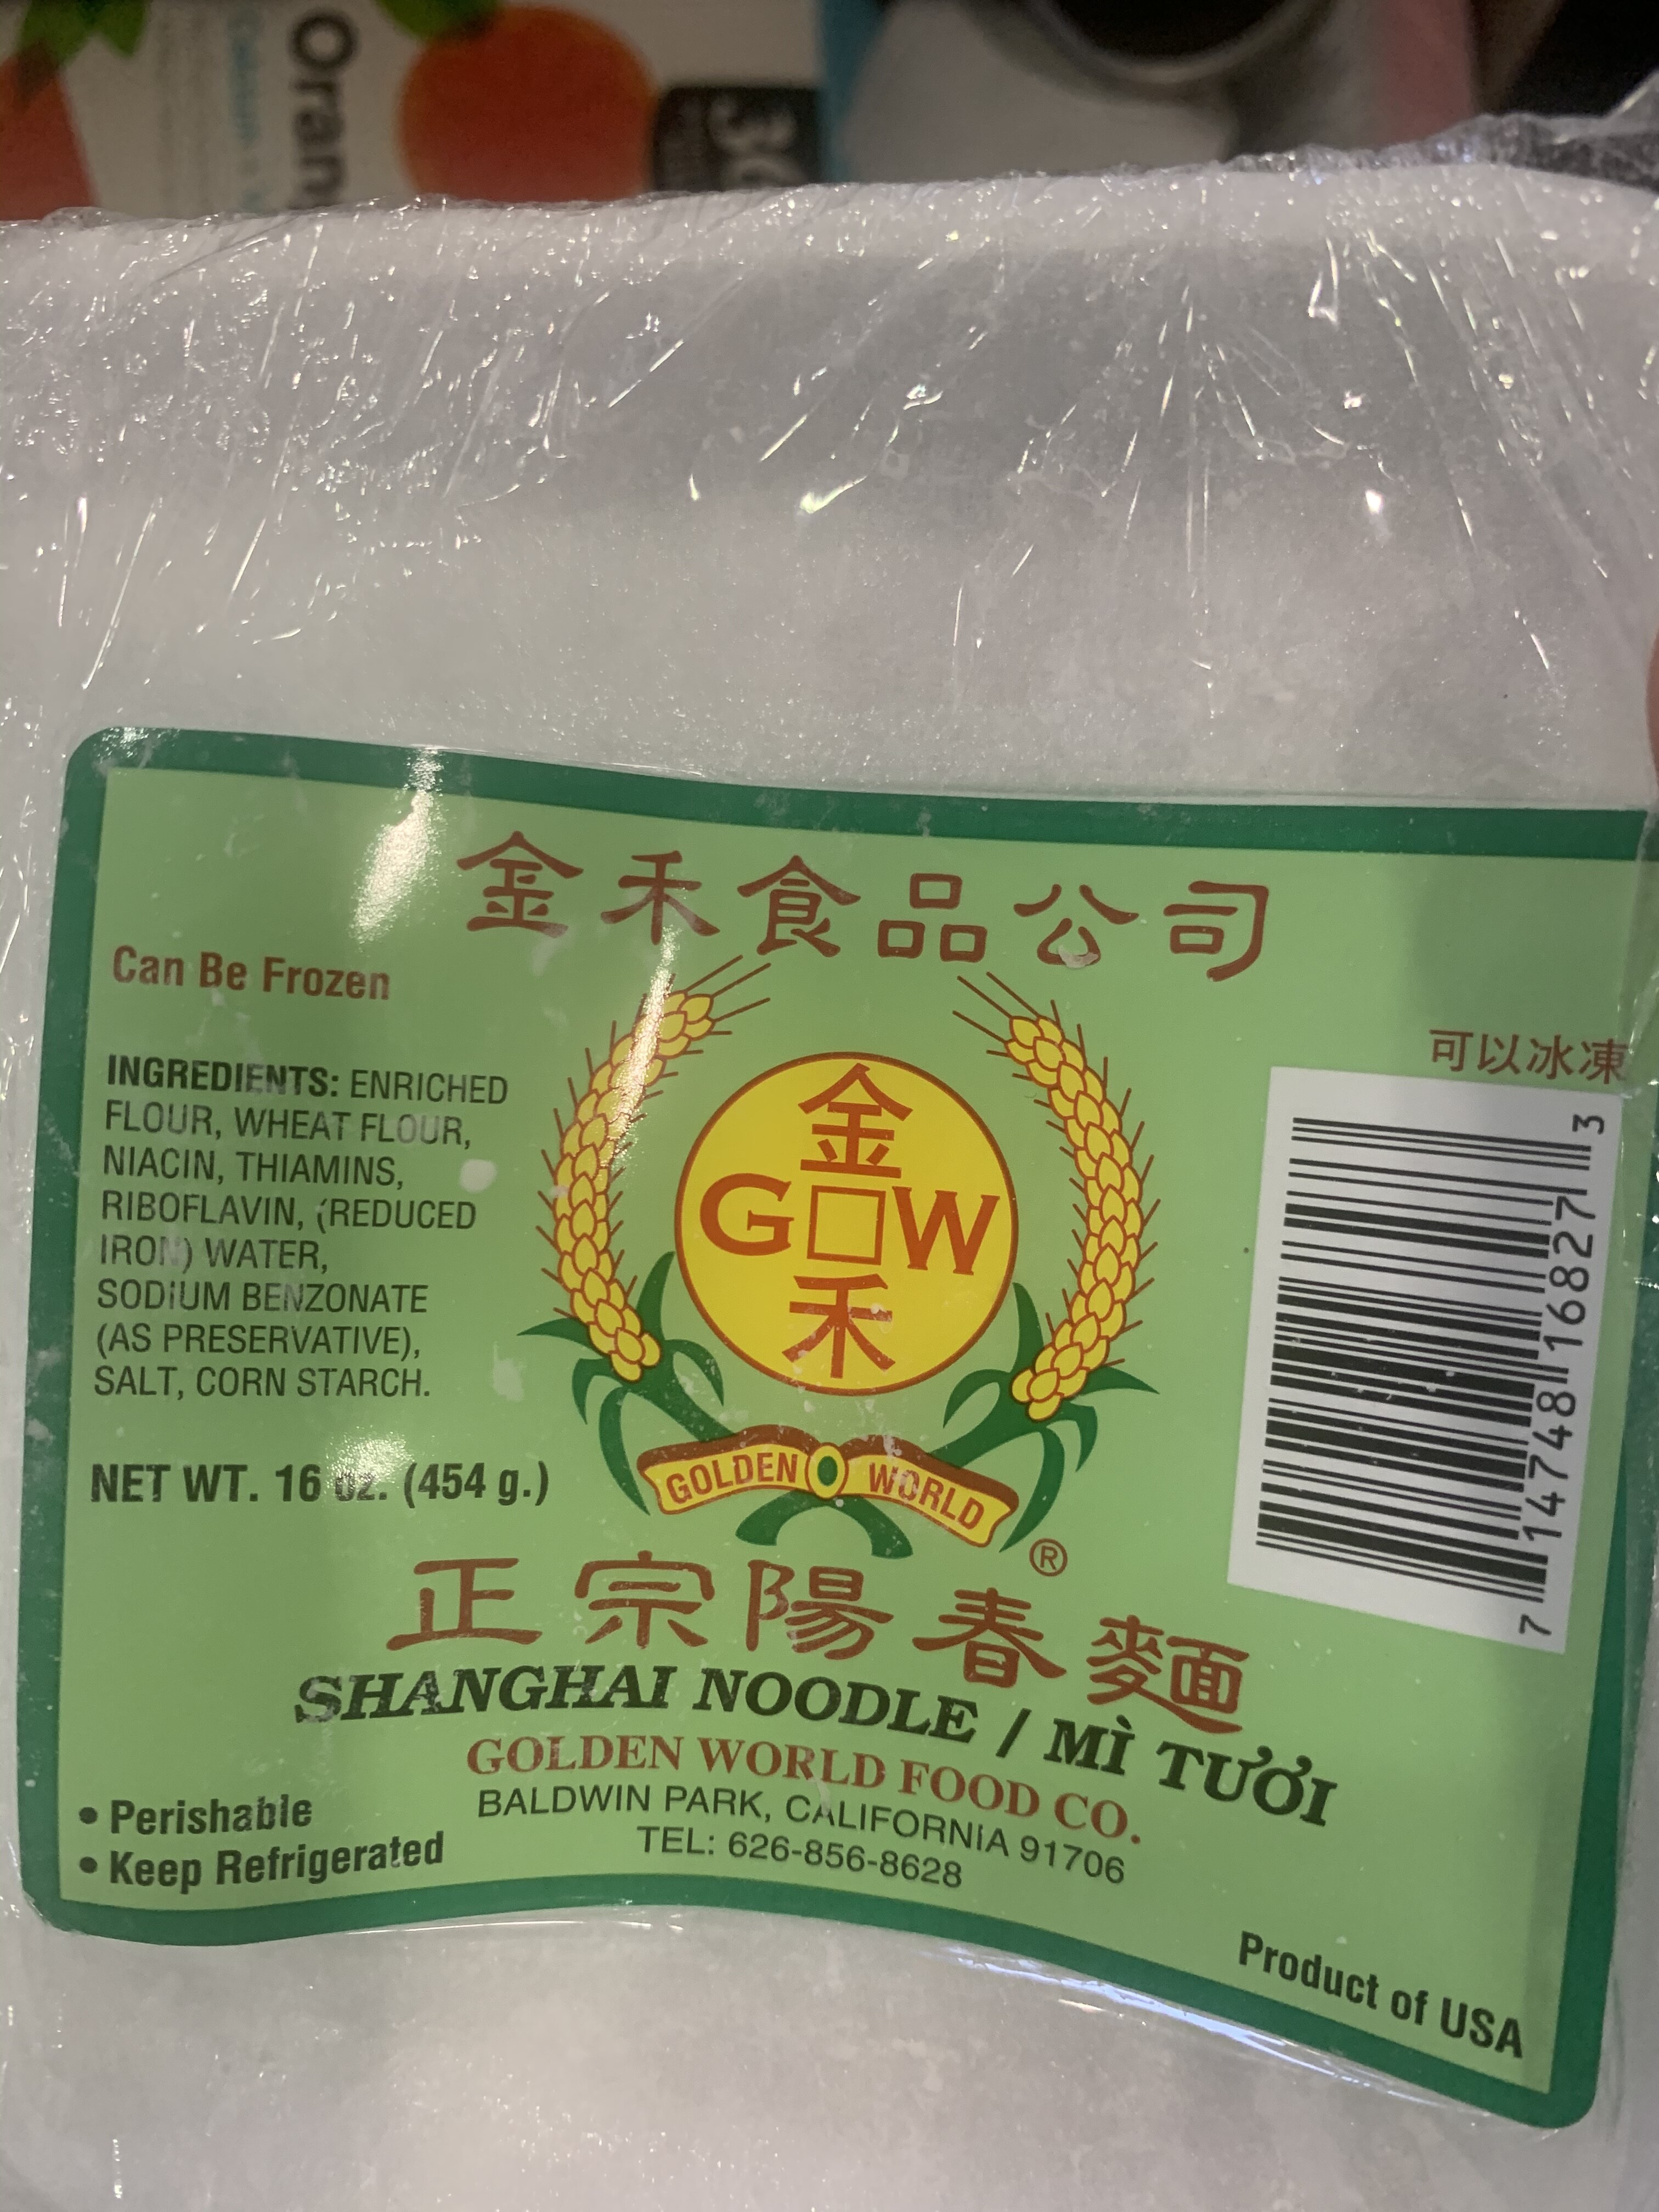 Oran
36
金禾食品公司
Can Be Frozen
可以冰凍
INGREDIENTS: ENRICHED
FLOUR, WHEAT FLOUR,
NIACIN, THIAMINS,
RIBOFLAVIN, (REDUCED
IRON) WATER,
SODIUM BENZONATE
(AS PRESERVATIVE),
SALT, CORN STARCH.
NET WT. 16 oz. (454 g.)
金
G W
禾
GOLDEN WORLD
®
7 14748 16827 3
正宗陽春麵
SHANGHAI NOODLE / MÌ TƯƠI
GOLDEN WORLD FOOD CO.
BALDWIN PARK, CALIFORNIA 91706
TEL: 626-856-8628
• Perishable
• Keep Refrigerated
Product of USA